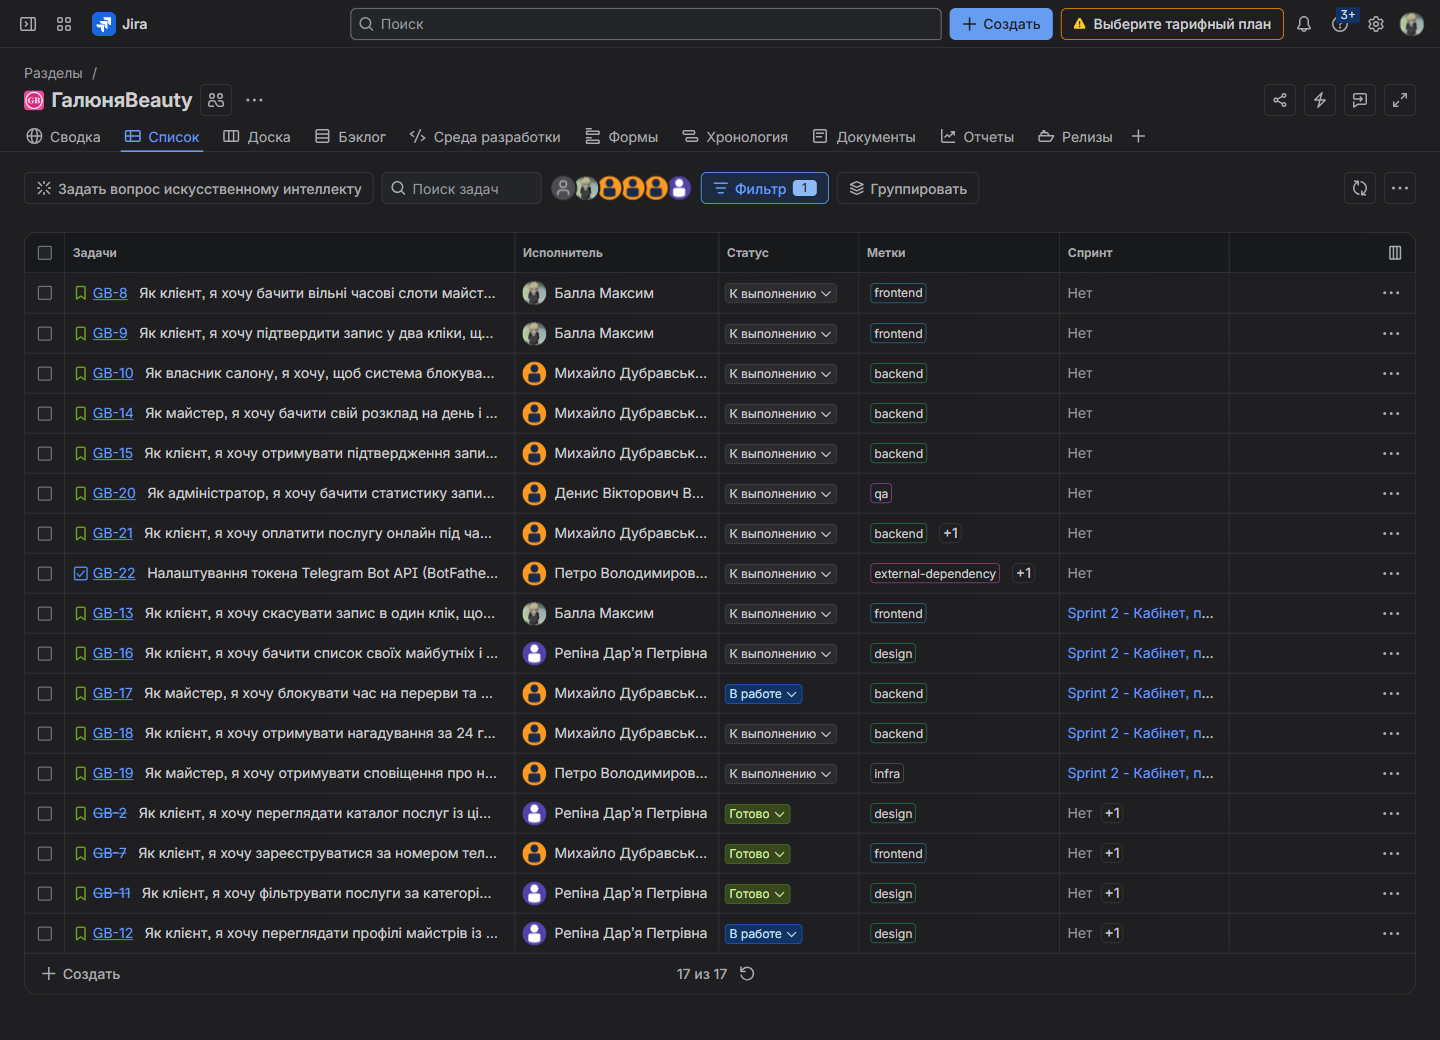 Jira
Поиск
Создать
Выберите тарифный план
3+
Разделы /
GB ГалюняBeauty
Сводка
Список
Доска
Бэклог
Среда разработки
Формы
Хронология
Документы
Отчеты
Релизы
Задать вопрос искусственному интеллекту
Поиск задач
Фильтр 1
Группировать
Задачи Исполнитель Статус Метки Спринт
GB-8 Як клієнт, я хочу бачити вільні часові слоти майст... Балла Максим К выполнению frontend Нет
GB-9 Як клієнт, я хочу підтвердити запис у два кліки, щ... Балла Максим К выполнению frontend Нет
GB-10 Як власник салону, я хочу, щоб система блокува... Михайло Дубравськ... К выполнению backend Нет
GB-14 Як майстер, я хочу бачити свій розклад на день і ... Михайло Дубравськ... К выполнению backend Нет
GB-15 Як клієнт, я хочу отримувати підтвердження запи... Михайло Дубравськ... К выполнению backend Нет
GB-20 Як адміністратор, я хочу бачити статистику запи... Денис Вікторович В... К выполнению qa Нет
GB-21 Як клієнт, я хочу оплатити послугу онлайн під ча... Михайло Дубравськ... К выполнению backend +1 Нет
GB-22 Налаштування токена Telegram Bot API (BotFathe... Петро Володимиров... К выполнению external-dependency +1 Нет
GB-13 Як клієнт, я хочу скасувати запис в один клік, що... Балла Максим К выполнению frontend Sprint 2 - Кабінет, п...
GB-16 Як клієнт, я хочу бачити список своїх майбутніх і ... Репіна Дар'я Петрівна К выполнению design Sprint 2 - Кабінет, п...
GB-17 Як майстер, я хочу блокувати час на перерви та ... Михайло Дубравськ... В работе backend Sprint 2 - Кабінет, п...
GB-18 Як клієнт, я хочу отримувати нагадування за 24 г... Михайло Дубравськ... К выполнению backend Sprint 2 - Кабінет, п...
GB-19 Як майстер, я хочу отримувати сповіщення про н... Петро Володимиров... К выполнению infra Sprint 2 - Кабінет, п...
GB-2 Як клієнт, я хочу переглядати каталог послуг із ці... Репіна Дар'я Петрівна Готово design Нет +1
GB-7 Як клієнт, я хочу зареєструватися за номером тел... Михайло Дубравськ... Готово frontend Нет +1
GB-11 Як клієнт, я хочу фільтрувати послуги за категорі... Репіна Дар'я Петрівна Готово design Нет +1
GB-12 Як клієнт, я хочу переглядати профілі майстрів із ... Репіна Дар'я Петрівна В работе design Нет +1
Создать
17 из 17